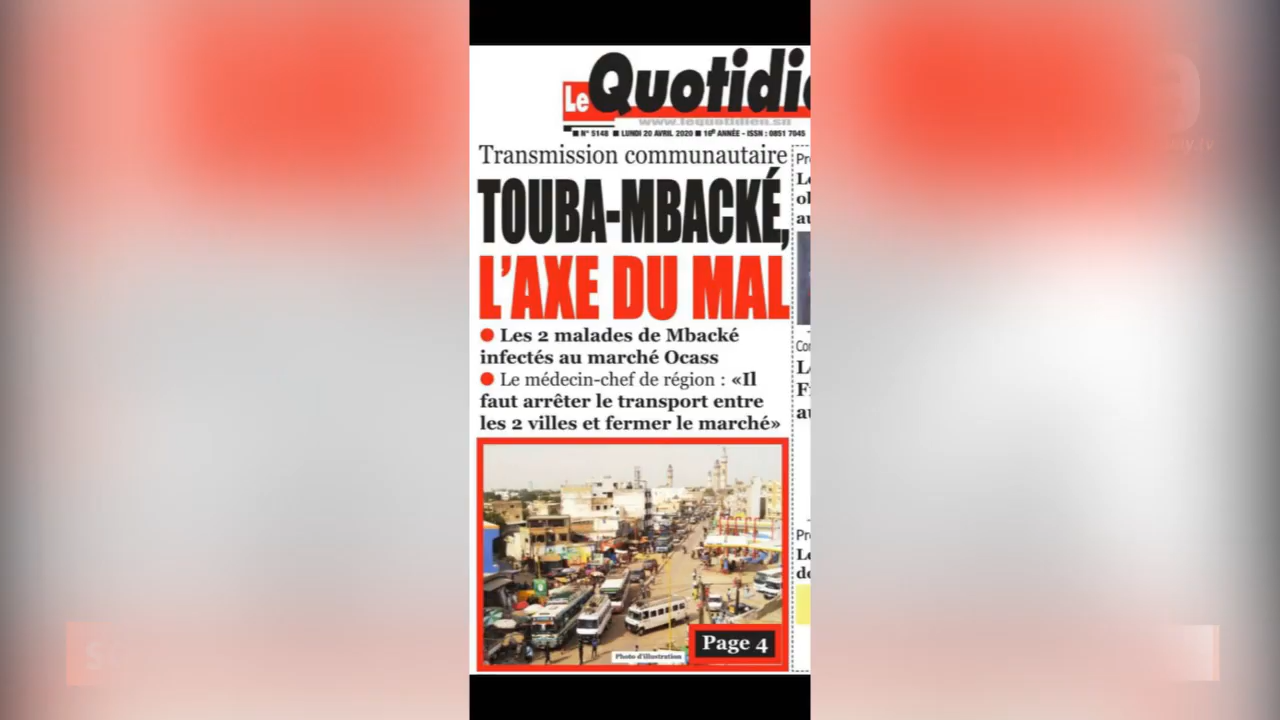 Le Quotidie
www.lequotidien.sn
■ N° 5148 ■ LUNDI 20 AVRIL 2020 ■ 16E ANNÉE - ISSN : 0851 7045
Transmission communautaire
TOUBA-MBACKÉ,
L'AXE DU MAL
● Les 2 malades de Mbacké
infectés au marché Ocass
● Le médecin-chef de région : «Il
faut arrêter le transport entre
les 2 villes et fermer le marché»
Photo d'illustration
Page 4